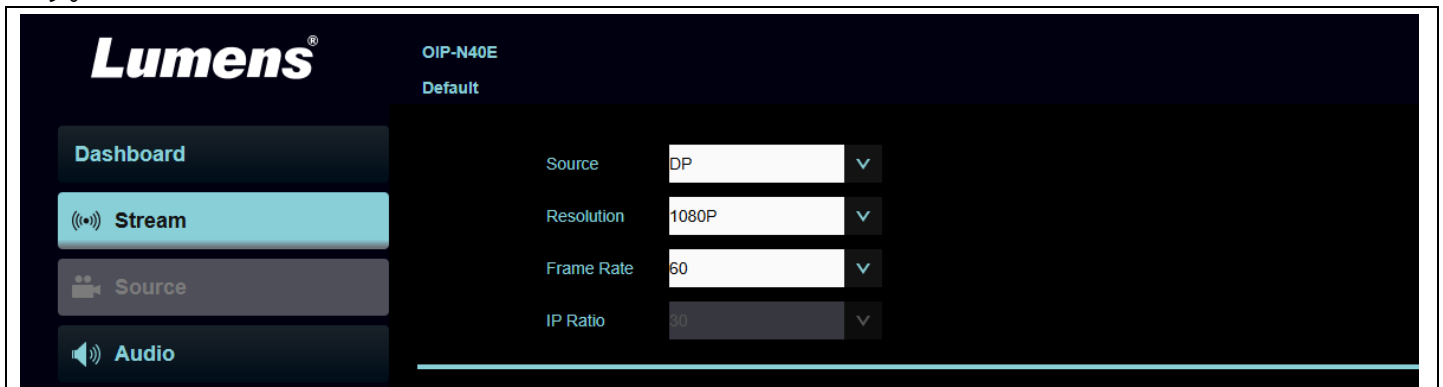 Lumens®
OIP-N40E
Default
Dashboard
Stream
Source
Audio
Source DP
Resolution 1080P
Frame Rate 60
IP Ratio 30